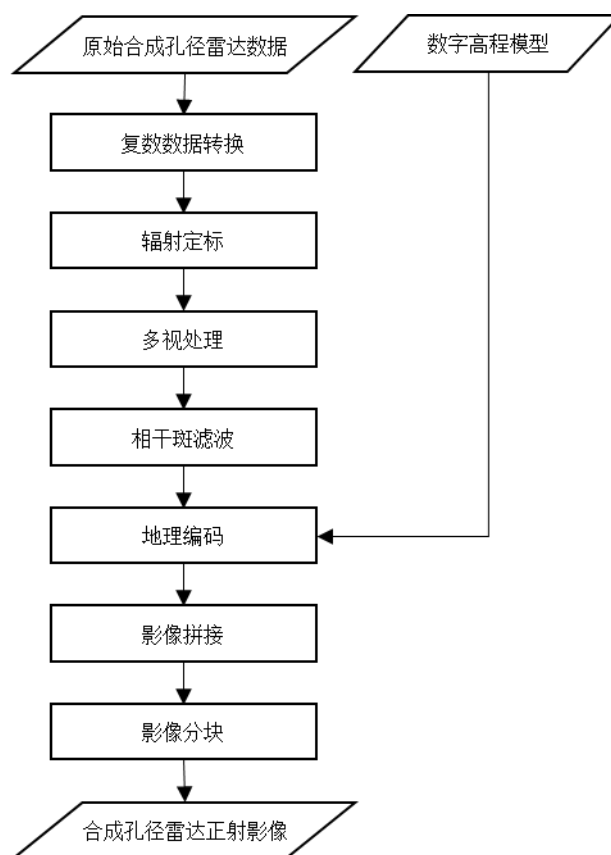 原始合成孔径雷达数据
数字高程模型
复数数据转换
辐射定标
多视处理
相干斑滤波
地理编码
影像拼接
影像分块
合成孔径雷达正射影像